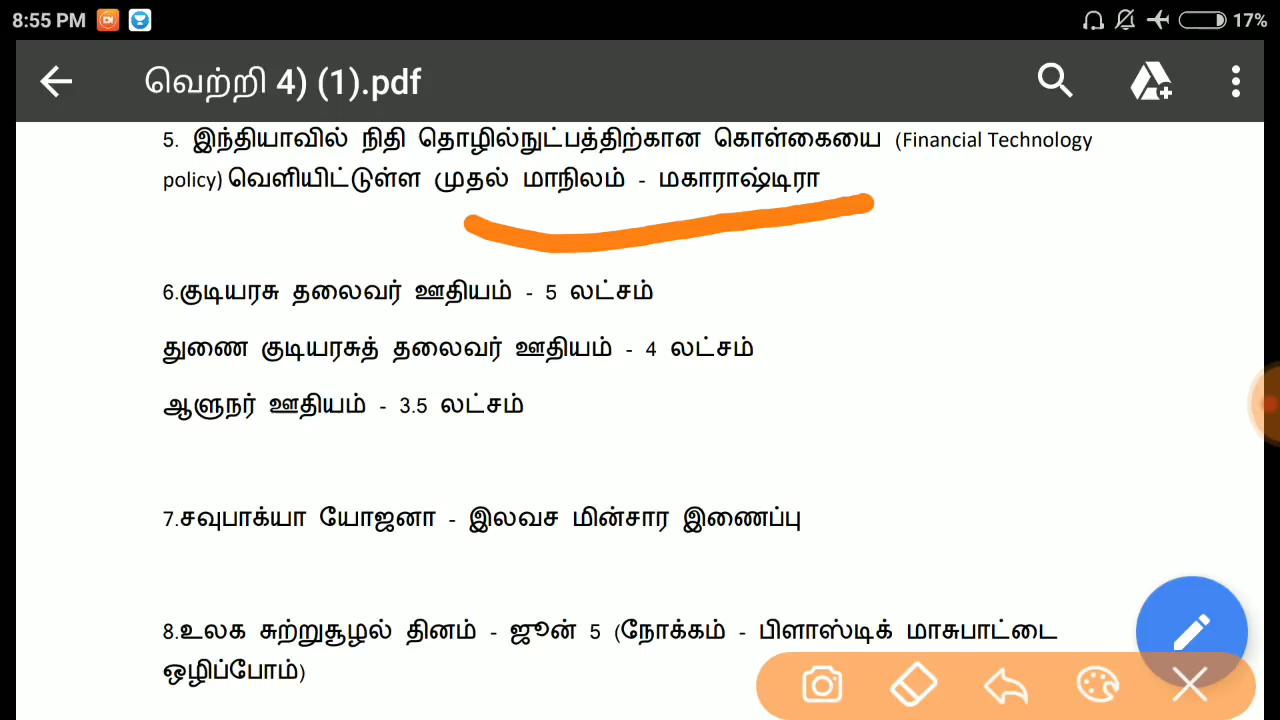 8:55 PM 17%
வெற்றி 4) (1).pdf
5. இந்தியாவில் நிதி தொழில்நுட்பத்திற்கான கொள்கையை (Financial Technology
policy) வெளியிட்டுள்ள முதல் மாநிலம் - மகாராஷ்டிரா
6.குடியரசு தலைவர் ஊதியம் - 5 லட்சம்
துணை குடியரசுத் தலைவர் ஊதியம் - 4 லட்சம்
ஆளுநர் ஊதியம் - 3.5 லட்சம்
7.சவுபாக்யா யோஜனா - இலவச மின்சார இணைப்பு
8.உலக சுற்றுசூழல் தினம் - ஜூன் 5 (நோக்கம் - பிளாஸ்டிக் மாசுபாட்டை
ஒழிப்போம்)